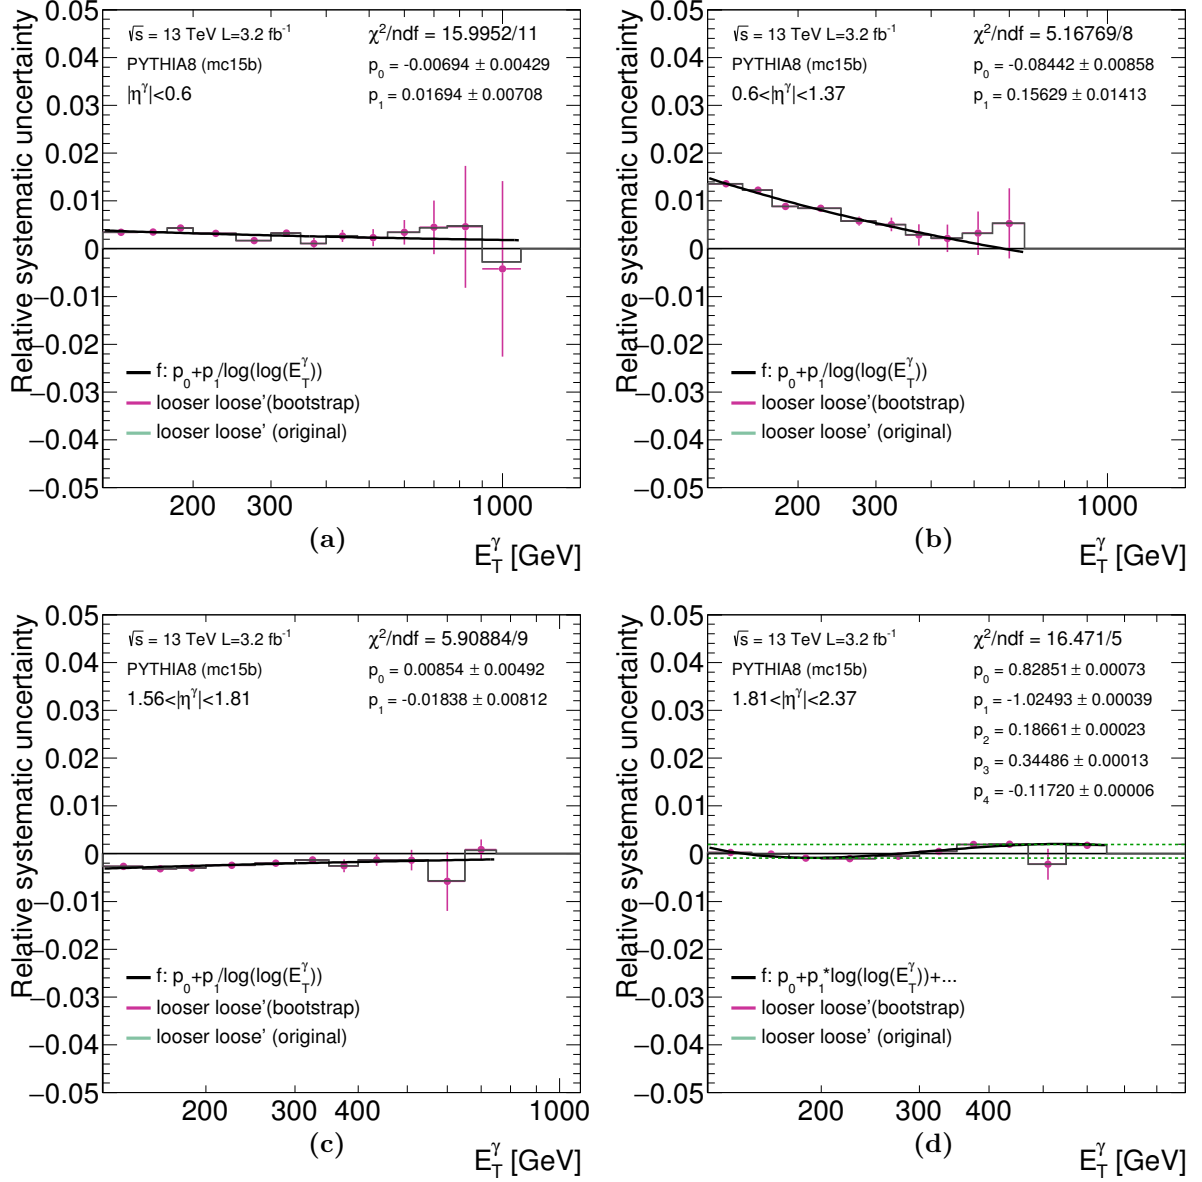 0.05
0.04
0.03
0.02
0.01
0
−0.01
−0.02
−0.03
−0.04
−0.05
Relative systematic uncertainty
√s = 13 TeV L=3.2 fb⁻¹
PYTHIA8 (mc15b)
|η^γ|<0.6
χ²/ndf = 15.9952/11
p₀ = -0.00694 ± 0.00429
p₁ = 0.01694 ± 0.00708
f: p₀+p₁/log(log(E_T^γ))
looser loose'(bootstrap)
looser loose' (original)
200 300 1000
E_T^γ [GeV]
(a)
0.05
0.04
0.03
0.02
0.01
0
−0.01
−0.02
−0.03
−0.04
−0.05
Relative systematic uncertainty
√s = 13 TeV L=3.2 fb⁻¹
PYTHIA8 (mc15b)
0.6<|η^γ|<1.37
χ²/ndf = 5.16769/8
p₀ = -0.08442 ± 0.00858
p₁ = 0.15629 ± 0.01413
f: p₀+p₁/log(log(E_T^γ))
looser loose'(bootstrap)
looser loose' (original)
200 300 1000
E_T^γ [GeV]
(b)
0.05
0.04
0.03
0.02
0.01
0
−0.01
−0.02
−0.03
−0.04
−0.05
Relative systematic uncertainty
√s = 13 TeV L=3.2 fb⁻¹
PYTHIA8 (mc15b)
1.56<|η^γ|<1.81
χ²/ndf = 5.90884/9
p₀ = 0.00854 ± 0.00492
p₁ = -0.01838 ± 0.00812
f: p₀+p₁/log(log(E_T^γ))
looser loose'(bootstrap)
looser loose' (original)
200 300 400 1000
E_T^γ [GeV]
(c)
0.05
0.04
0.03
0.02
0.01
0
−0.01
−0.02
−0.03
−0.04
−0.05
Relative systematic uncertainty
√s = 13 TeV L=3.2 fb⁻¹
PYTHIA8 (mc15b)
1.81<|η^γ|<2.37
χ²/ndf = 16.471/5
p₀ = 0.82851 ± 0.00073
p₁ = -1.02493 ± 0.00039
p₂ = 0.18661 ± 0.00023
p₃ = 0.34486 ± 0.00013
p₄ = -0.11720 ± 0.00006
f: p₀+p₁*log(log(E_T^γ))+...
looser loose'(bootstrap)
looser loose' (original)
200 300 400
E_T^γ [GeV]
(d)